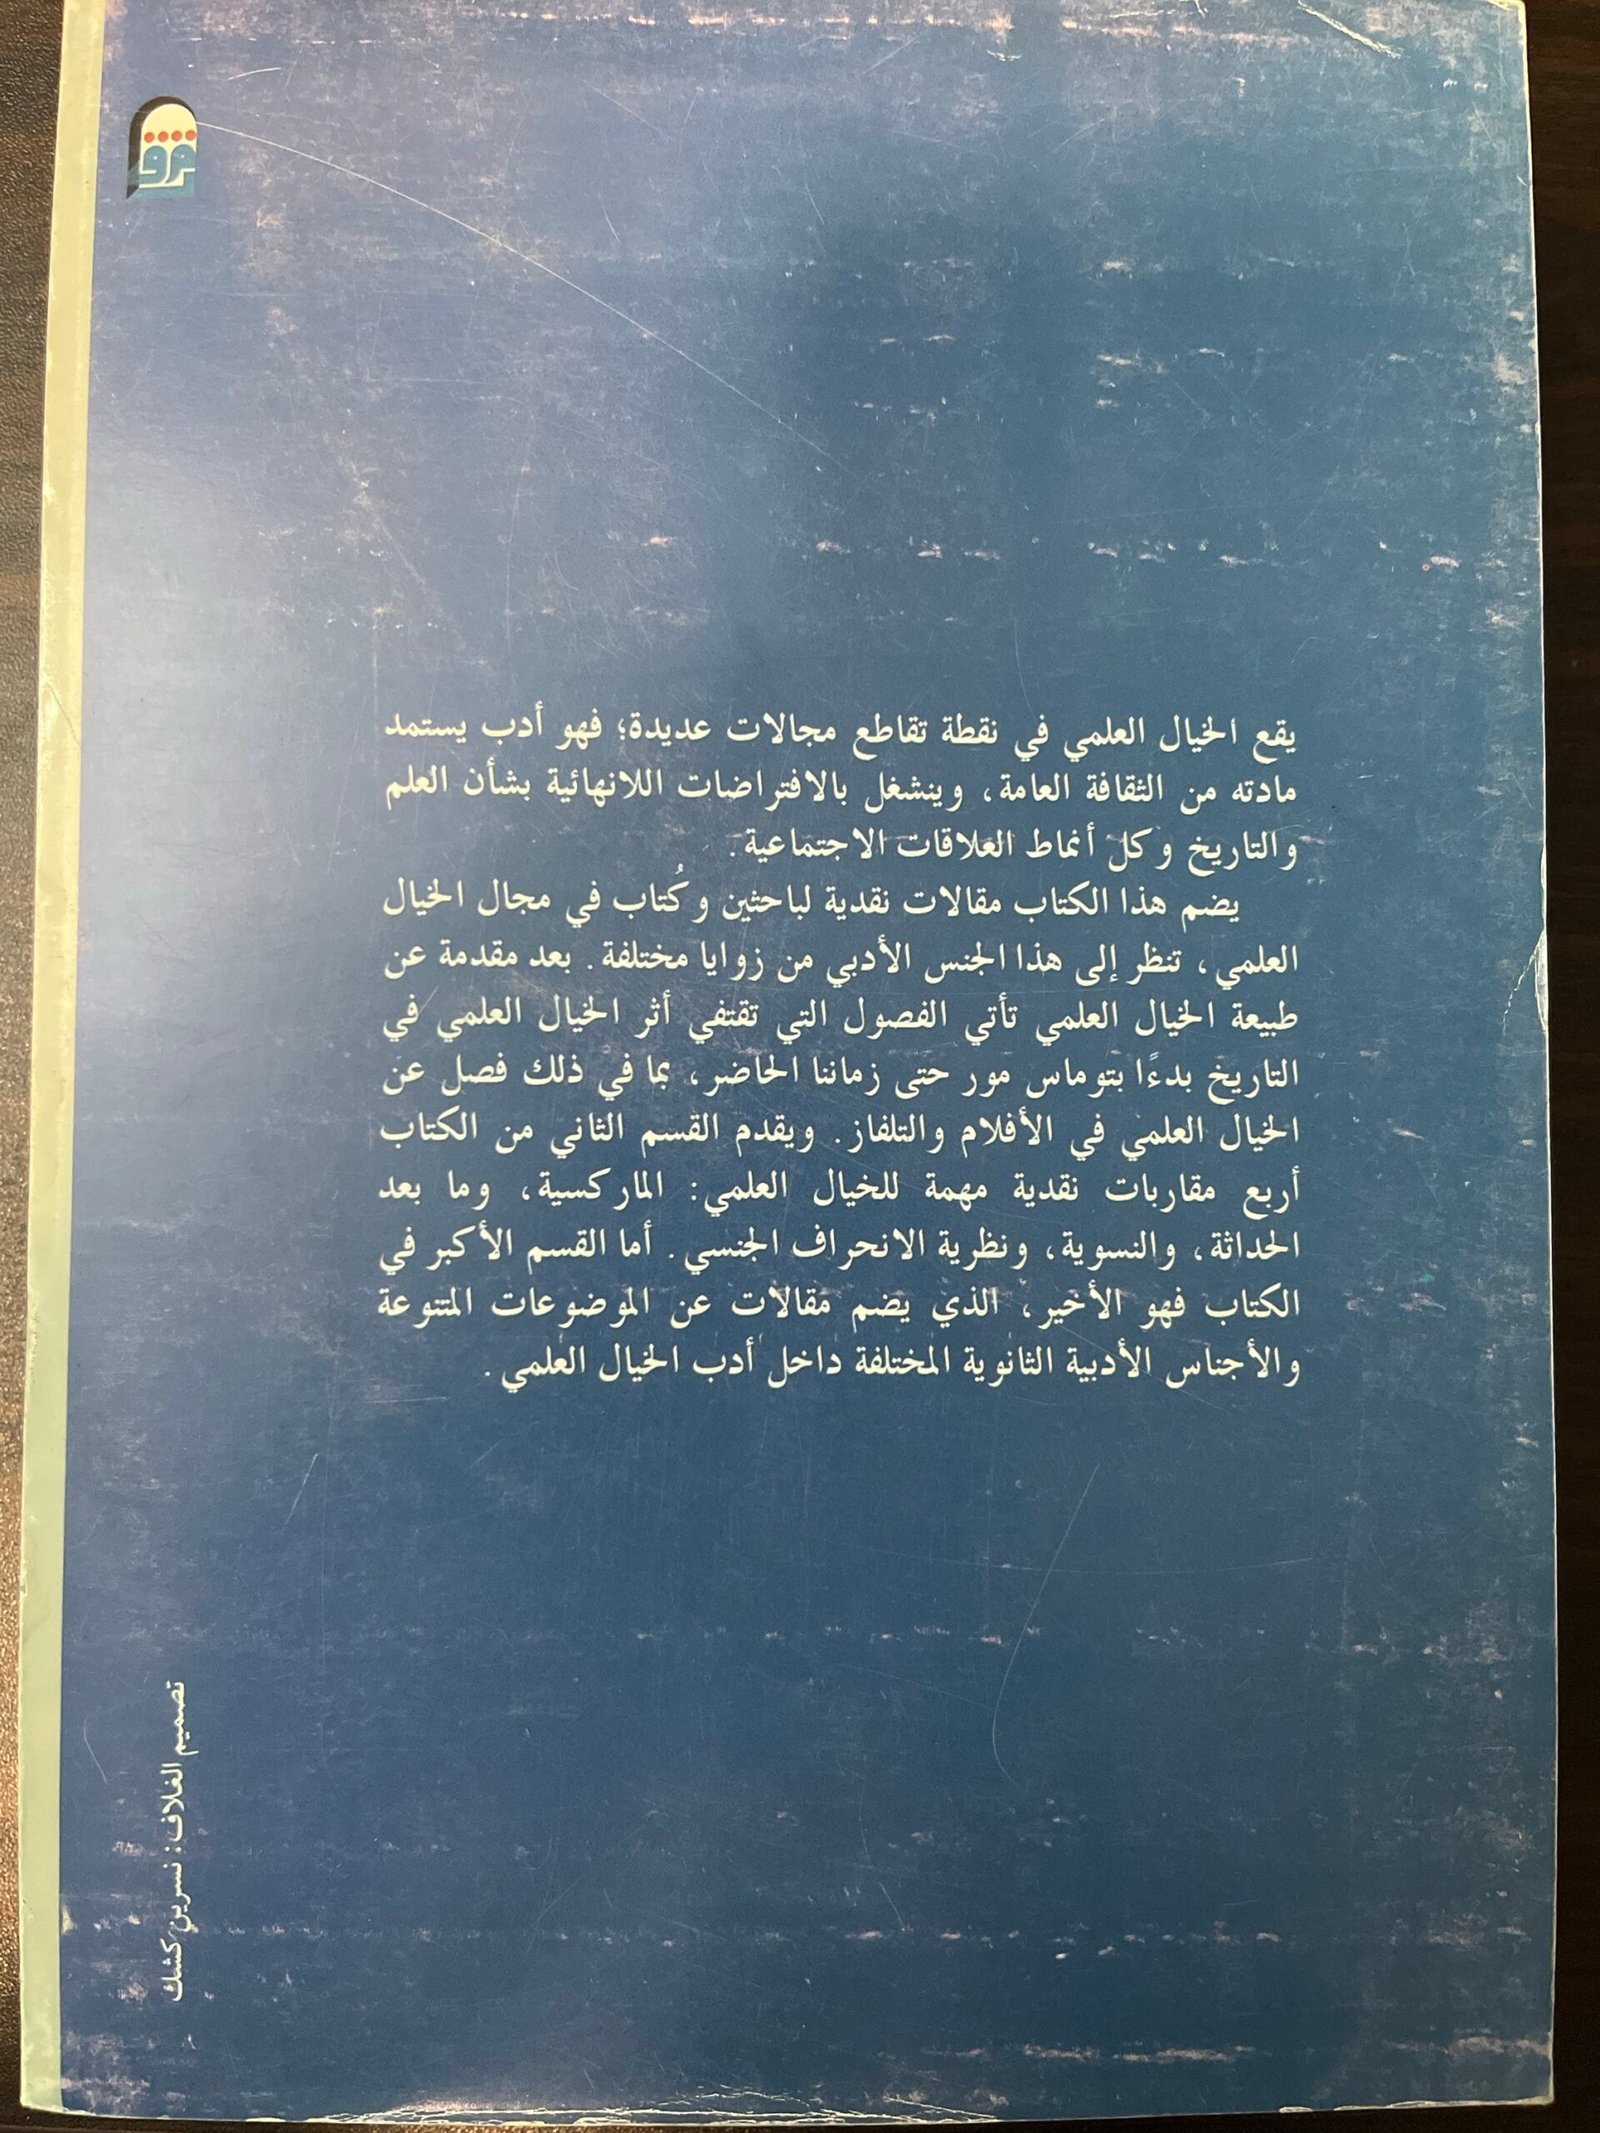 يقع الخيال العلمي في نقطة تقاطع مجالات عديدة؛ فهو أدب يستمد
مادته من الثقافة العامة، وينشغل بالافتراضات اللانهائية بشأن العلم
والتاريخ وكل أنماط العلاقات الاجتماعية.
يضم هذا الكتاب مقالات نقدية لباحثين وكُتاب في مجال الخيال
العلمي، تنظر إلى هذا الجنس الأدبي من زوايا مختلفة. بعد مقدمة عن
طبيعة الخيال العلمي تأتي الفصول التي تقتفي أثر الخيال العلمي في
التاريخ بدءًا بتوماس مور حتى زماننا الحاضر، بما في ذلك فصل عن
الخيال العلمي في الأفلام والتلفاز. ويقدم القسم الثاني من الكتاب
أربع مقاربات نقدية مهمة للخيال العلمي: الماركسية، وما بعد
الحداثة، والنسوية، ونظرية الانحراف الجنسي. أما القسم الأكبر في
الكتاب فهو الأخير، الذي يضم مقالات عن الموضوعات المتنوعة
والأجناس الأدبية الثانوية المختلفة داخل أدب الخيال العلمي.
تصميم الغلاف: نسرين كشك